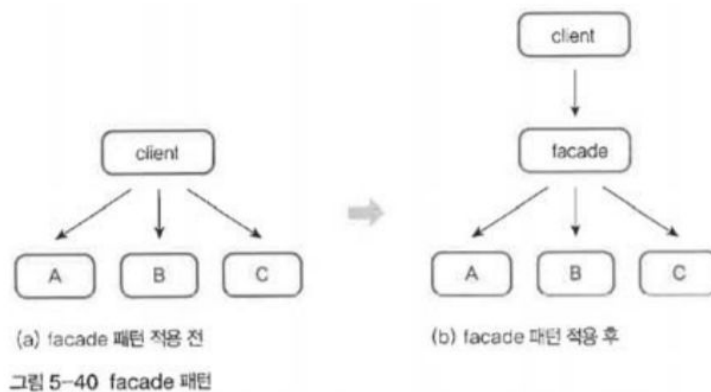 client
client
facade
A
B
C
A
B
C
(a) facade 패턴 적용 전
(b) facade 패턴 적용 후
그림 5-40 facade 패턴